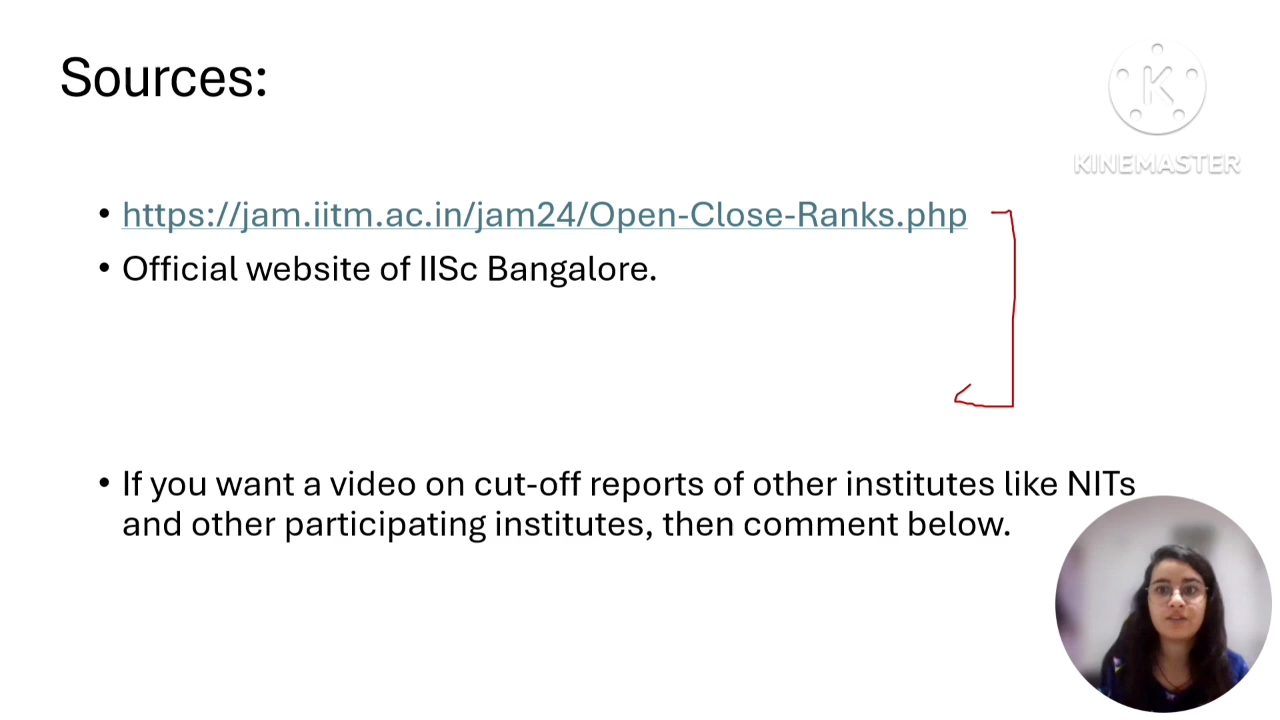 Sources:
KINEMASTER
• https://jam.iitm.ac.in/jam24/Open-Close-Ranks.php
• Official website of IISc Bangalore.
• If you want a video on cut-off reports of other institutes like NITs
and other participating institutes, then comment below.